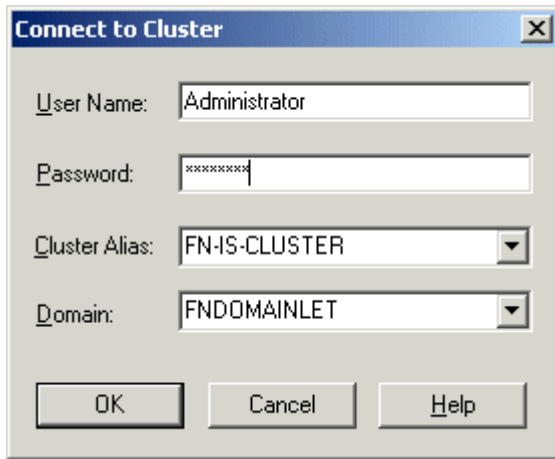 Connect to Cluster
User Name: Administrator
Password: ********
Cluster Alias: FN-IS-CLUSTER
Domain: FNDOMAINLET
OK Cancel Help